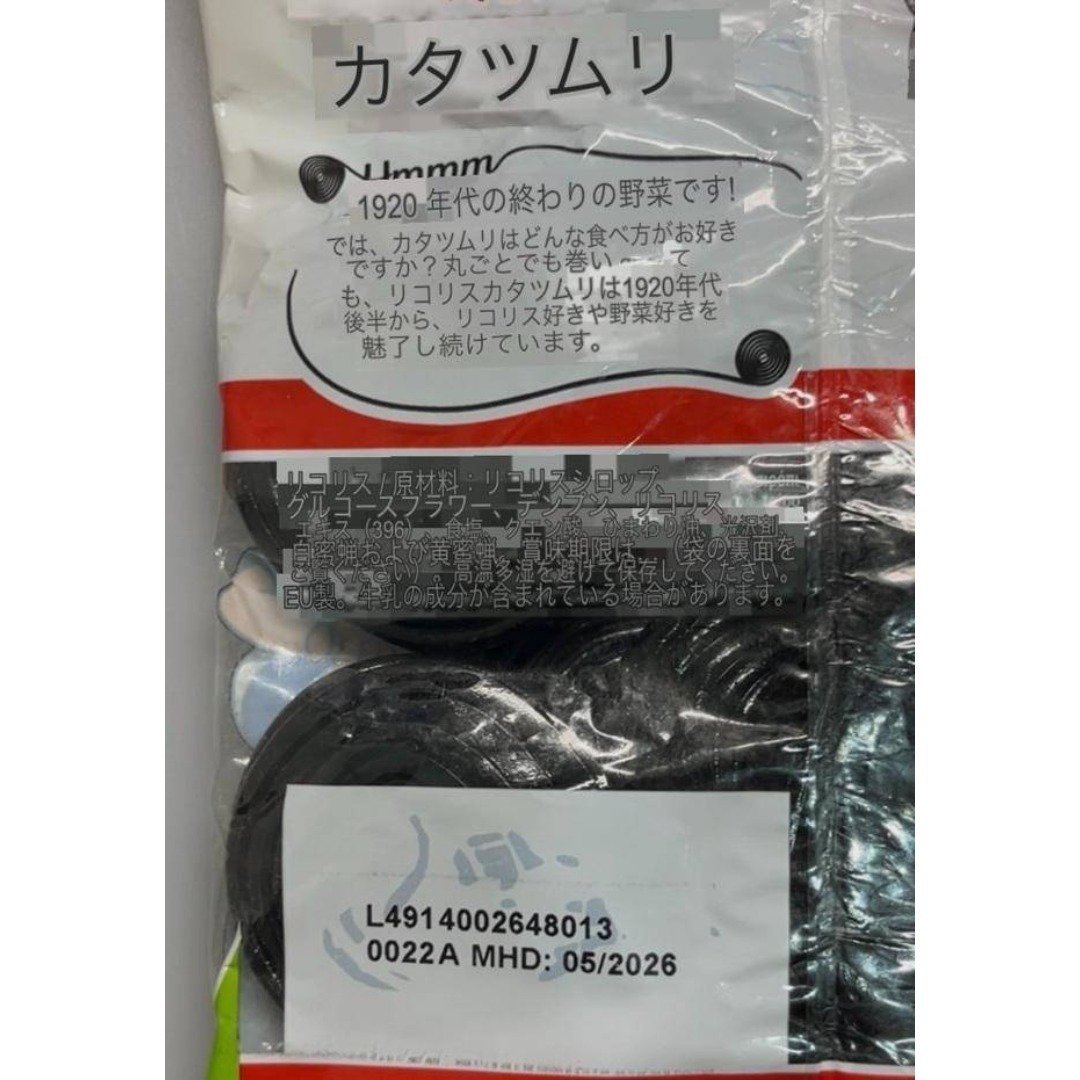 カタツムリ
Ummm
1920 年代の終わりの野菜です!
では、カタツムリはどんな食べ方がお好き
ですか?丸ごとでも巻い て
も、リコリスカタツムリは1920年代
後半から、リコリス好きや野菜好きを
魅了し続けています。
リコリス / 原材料:リコリスシロップ、
グルコースフラワー、デンプン、リコリス
エキス(396)、食塩、クエン酸、ひまわり油、光沢剤、
白蜜蝋および黄蜜蝋。賞味期限は、(袋の裏面を
ご覧ください)。高温多湿を避けて保存してください。
EU製。牛乳の成分が含まれている場合があります。
L4914002648013
0022A MHD: 05/2026